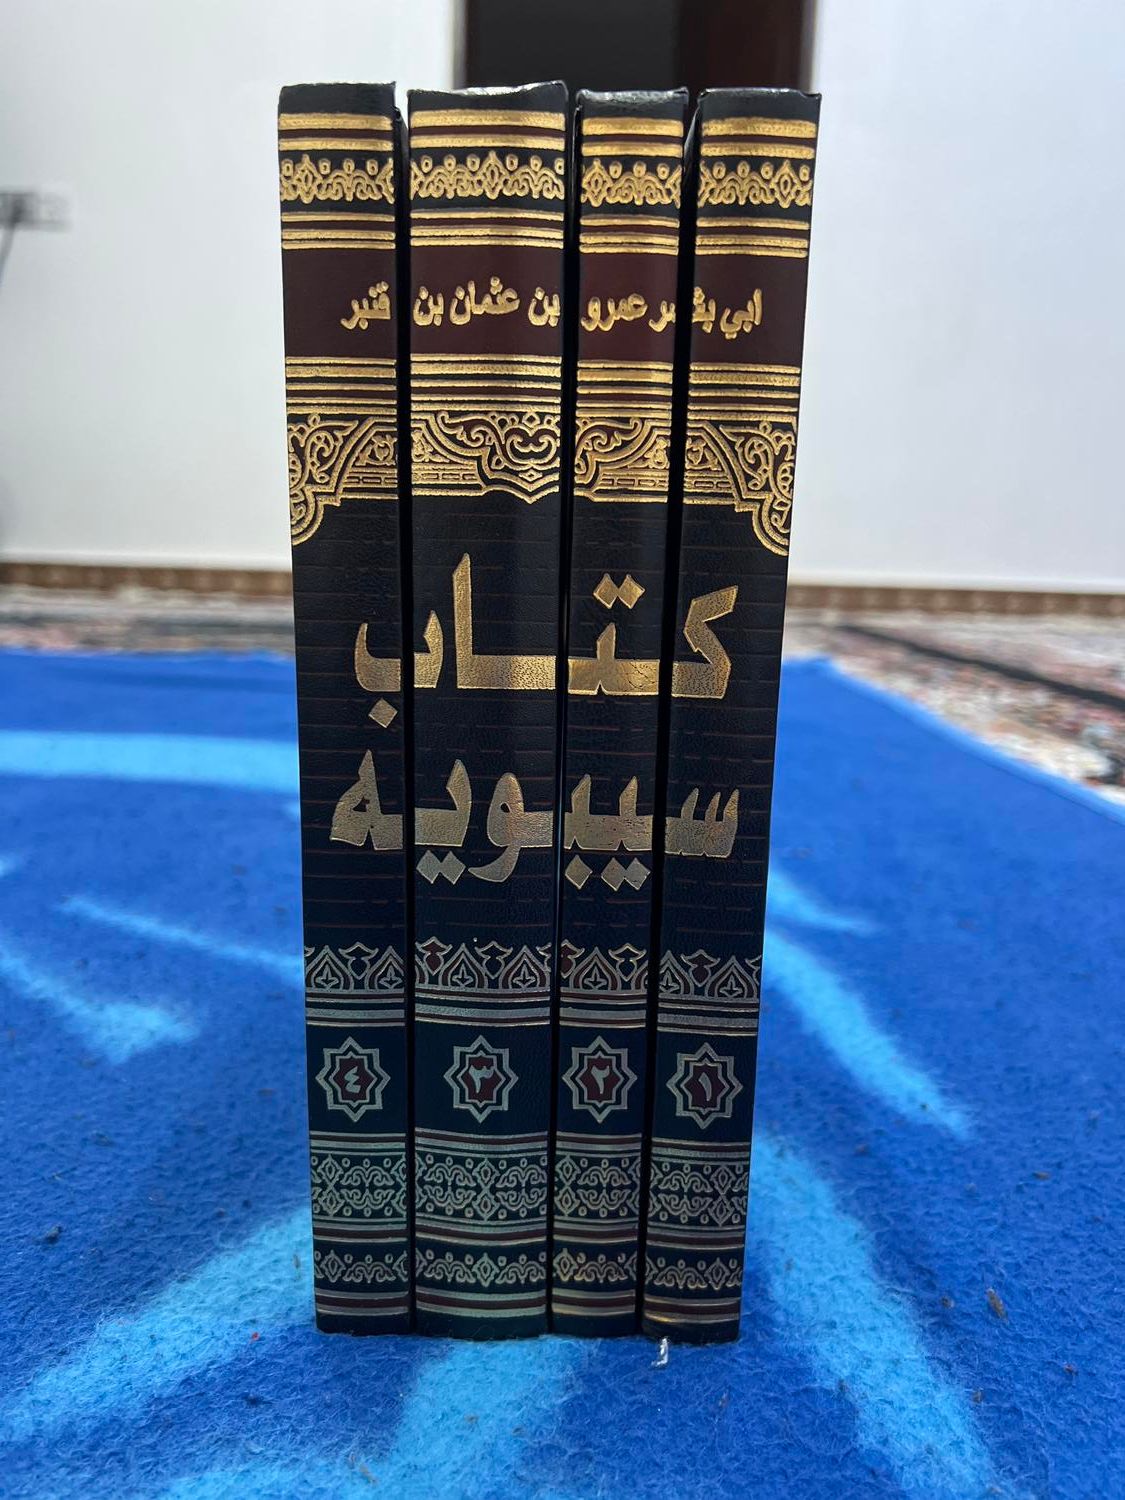 ابي بشر عمرو بن عثمان بن قنبر
كتاب
سيبويه
١ ٢ ٣ ٤